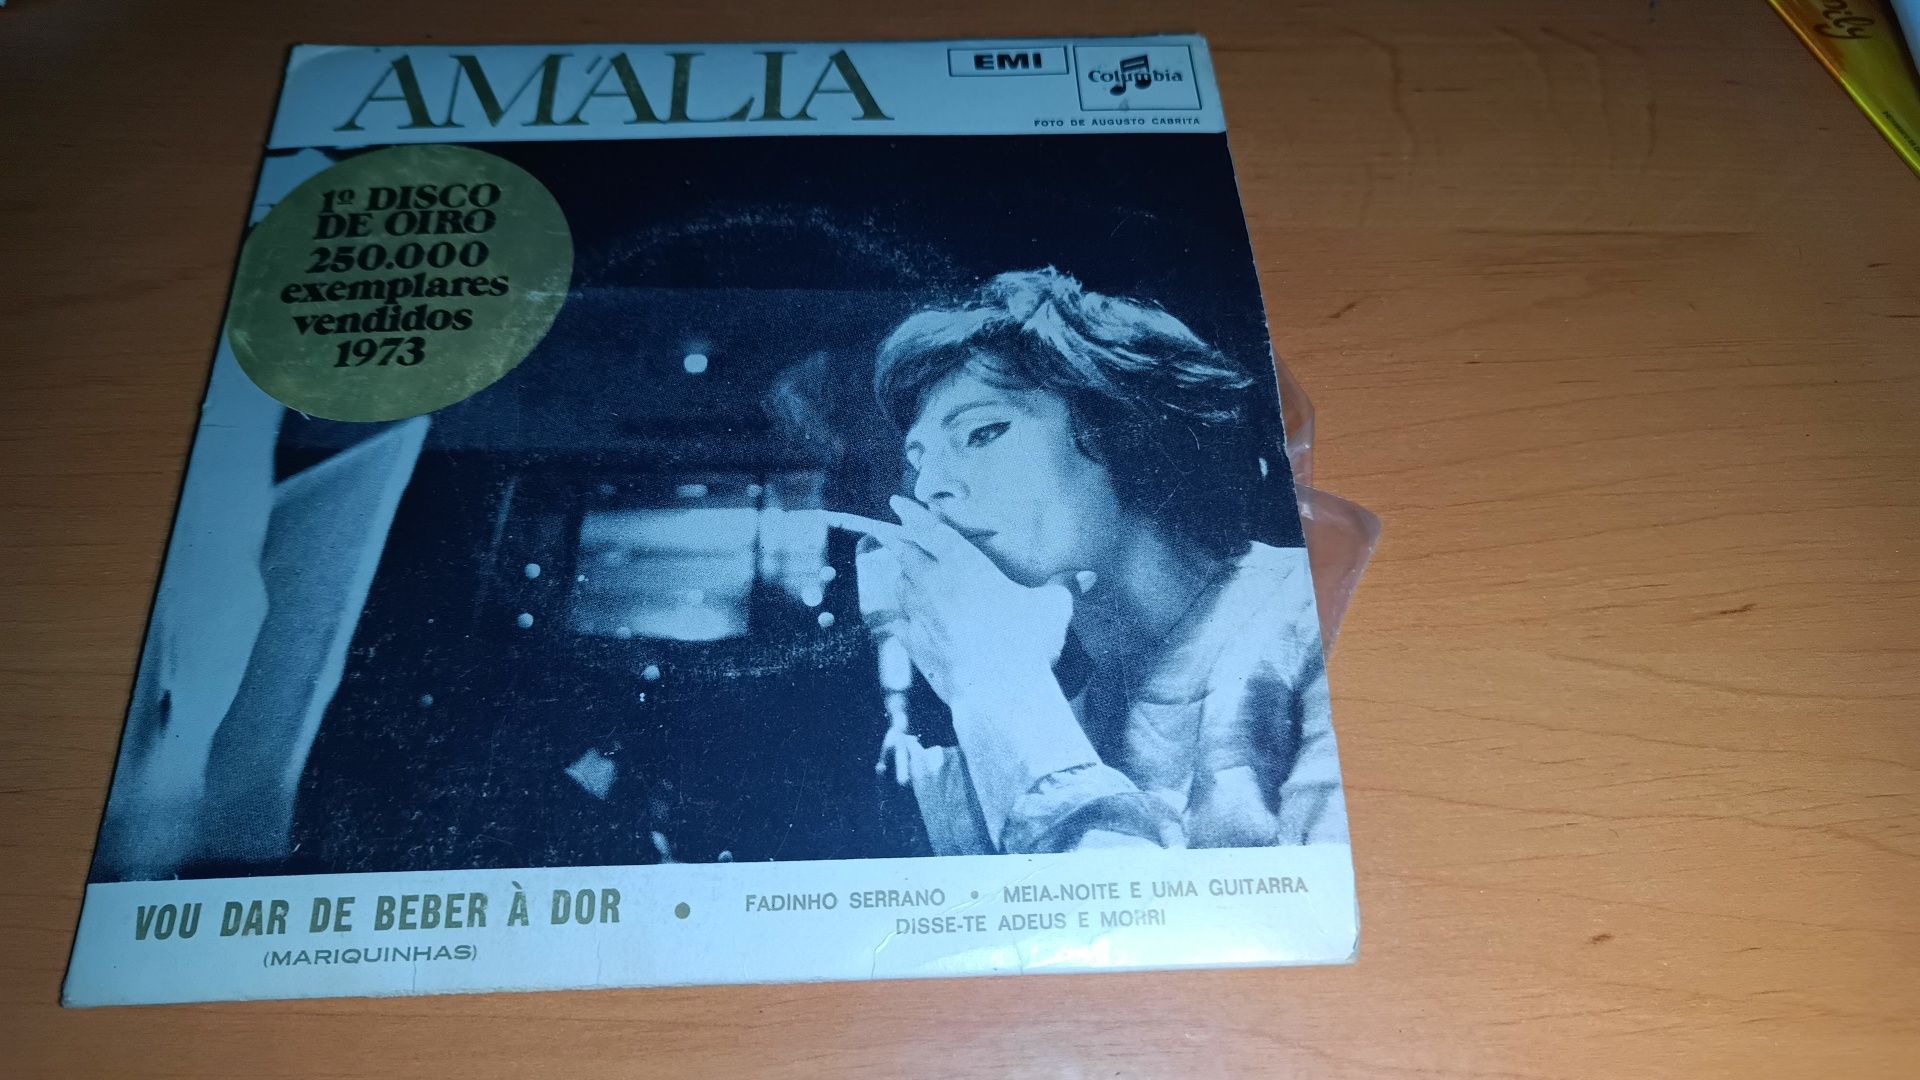 AMÁLIA
EMI
Columbia
FOTO DE AUGUSTO CABRITA
1º DISCO
DE OIRO
250.000
exemplares
vendidos
1973
VOU DAR DE BEBER À DOR •
(MARIQUINHAS)
FADINHO SERRANO • MEIA-NOITE E UMA GUITARRA
DISSE-TE ADEUS E MORRI